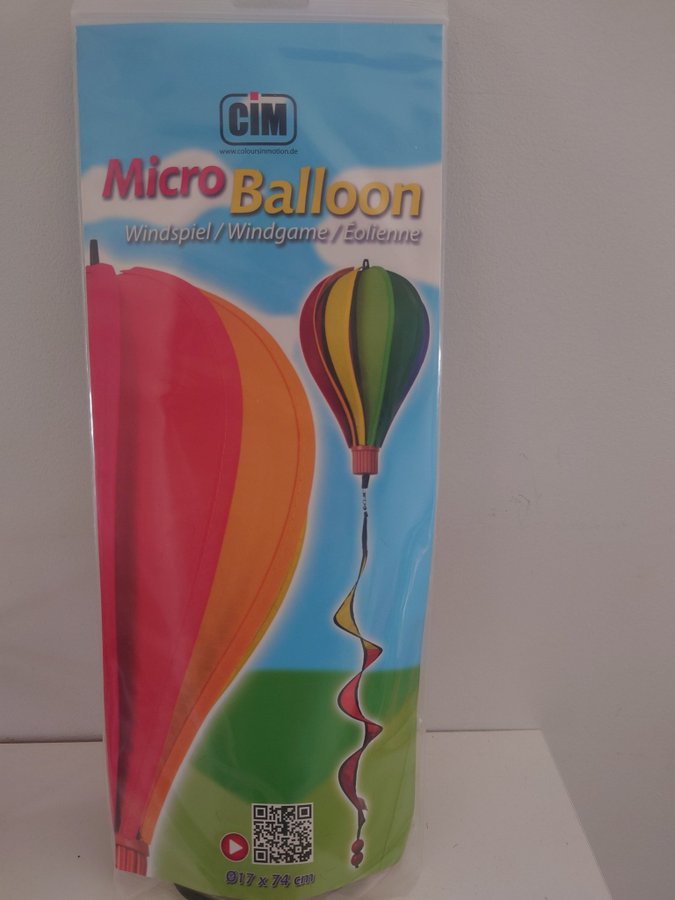 CiM
www.coloursinmotion.de
Micro Balloon
Windspiel / Windgame / Éolienne
Ø17 x 74 cm